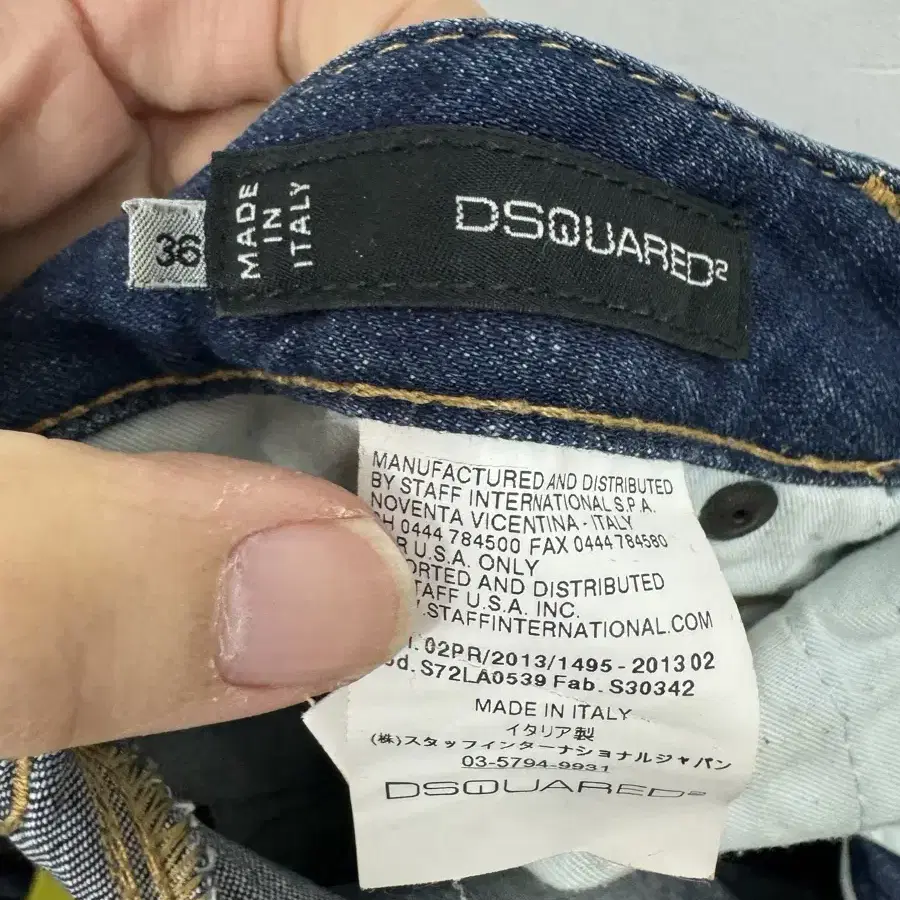 36
MADE
IN
ITALY
DSQUARED2
MANUFACTURED AND DISTRIBUTED
BY STAFF INTERNATIONAL S.P.A.
NOVENTA VICENTINA - ITALY
0444 784500 FAX 0444 784580
U.S.A. ONLY
AND DISTRIBUTED
U.S.A. INC.
.STAFFINTERNATIONAL.COM
02PR/2013/1495 - 2013 02
S72LA0539 Fab. S30342
MADE IN ITALY
イタリア製
(株)スタッフインターナショナルジャパン
03-5794-9931
DSQUARED2